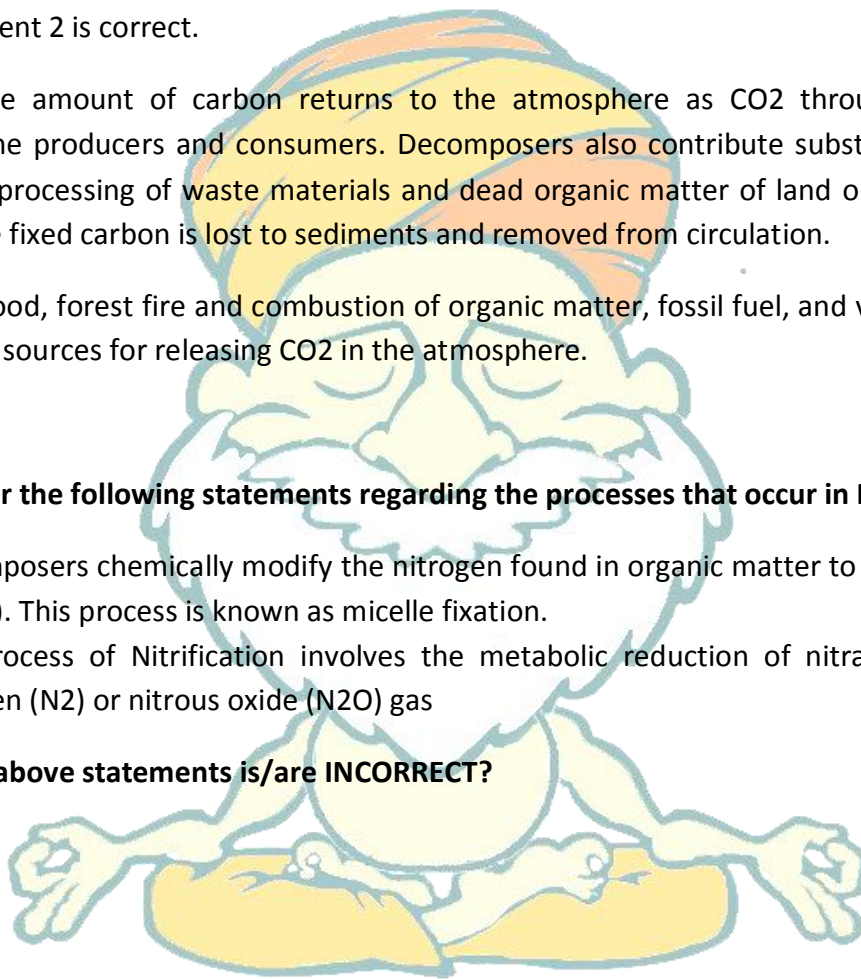 ent 2 is correct.
e amount of carbon returns to the atmosphere as CO2 throu
ne producers and consumers. Decomposers also contribute subst
processing of waste materials and dead organic matter of land o
e fixed carbon is lost to sediments and removed from circulation.
ood, forest fire and combustion of organic matter, fossil fuel, and v
sources for releasing CO2 in the atmosphere.
r the following statements regarding the processes that occur in
nposers chemically modify the nitrogen found in organic matter to
). This process is known as micelle fixation.
rocess of Nitrification involves the metabolic reduction of nitra
en (N2) or nitrous oxide (N2O) gas
above statements is/are INCORRECT?